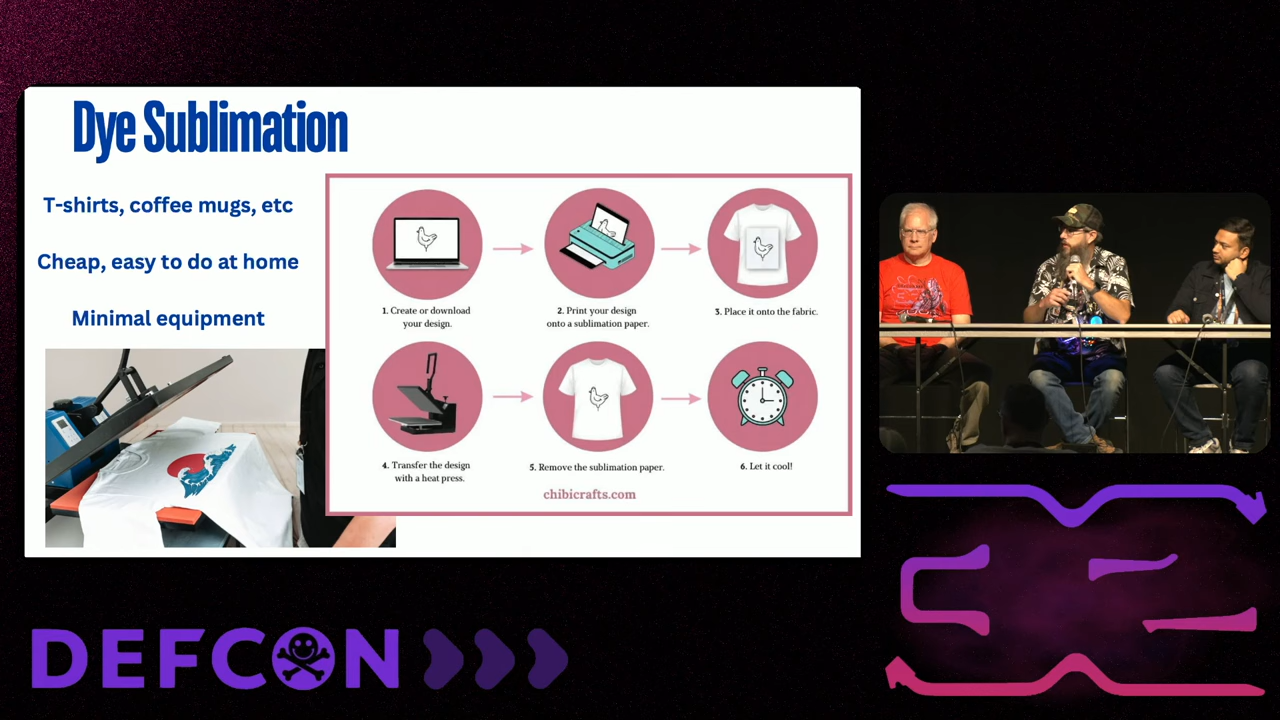 Dye Sublimation
T-shirts, coffee mugs, etc
Cheap, easy to do at home
Minimal equipment
1. Create or download
your design.
2. Print your design
onto a sublimation paper.
3. Place it onto the fabric.
4. Transfer the design
with a heat press.
5. Remove the sublimation paper.
6. Let it cool!
chibicrafts.com
DEFCON